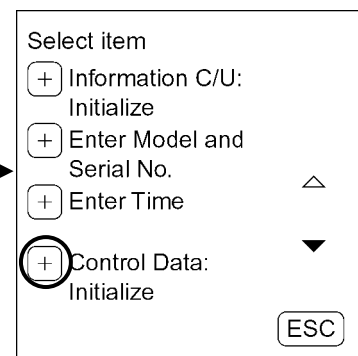 Select item
+ Information C/U:
Initialize
+ Enter Model and
Serial No.
+ Enter Time
+ Control Data:
Initialize
ESC